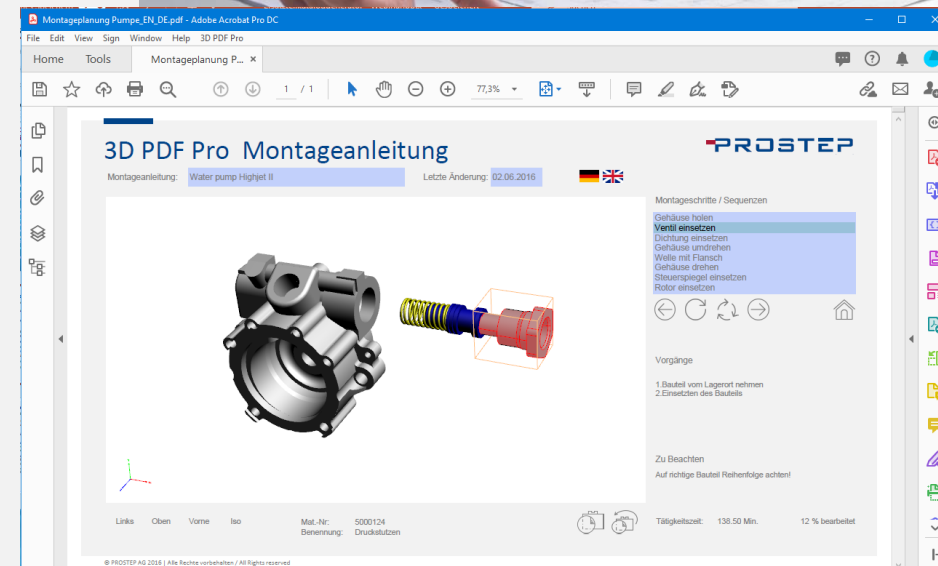 Montageplanung Pumpe_EN_DE.pdf - Adobe Acrobat Pro DC
File Edit View Sign Window Help 3D PDF Pro
Home Tools Montageplanung P... ×
1 / 1 77,3%
3D PDF Pro Montageanleitung
PROSTEP
Montageanleitung: Water pump Highjet II Letzte Änderung: 02.06.2016
Montageschritte / Sequenzen
Gehäuse holen
Ventil einsetzen
Dichtung einsetzen
Gehäuse umdrehen
Welle mit Flansch
Gehäuse drehen
Steuerspiegel einsetzen
Rotor einsetzen
Vorgänge
1.Bauteil vom Lagerort nehmen
2.Einsetzten des Bauteils
Zu Beachten
Auf richtige Bauteil Reihenfolge achten!
Links Oben Vorne Iso Mat.-Nr: 5000124
Benennung: Druckstutzen
Tätigkeitszeit: 138.50 Min. 12 % bearbeitet
© PROSTEP AG 2016 | Alle Rechte vorbehalten / All Rights reserved